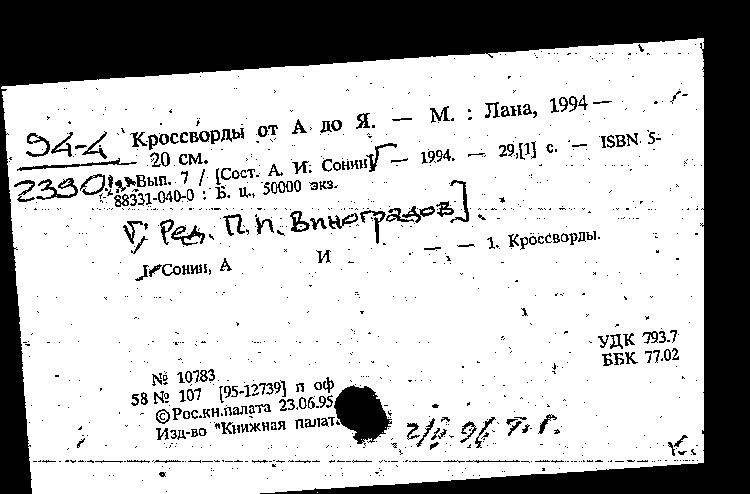 94-4 Кроссворды от А до Я. — М. : Лана, 1994 —
20 см.
2390 Вып. 7 / [Сост. А. И. Сонин] — 1994. — 29,[1] с. — ISBN 5-
88331-040-0 : Б. ц., 50000 экз.
Ред. П. И. Виноградов].
Сонин, А И — — 1. Кроссворды.
УДК 793.7
ББК 77.02
№ 10783
58 № 107 [95-12739] п оф
© Рос.кн.палата 23.06.95
Изд-во "Книжная палат